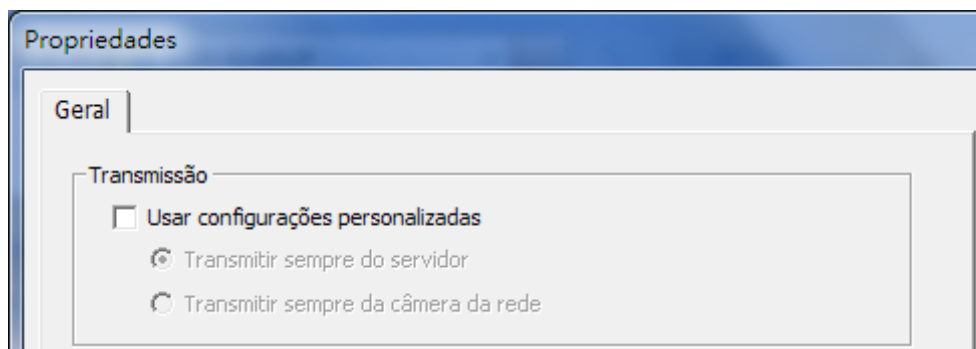 Propriedades
Geral
Transmissão
Usar configurações personalizadas
Transmitir sempre do servidor
Transmitir sempre da câmera da rede